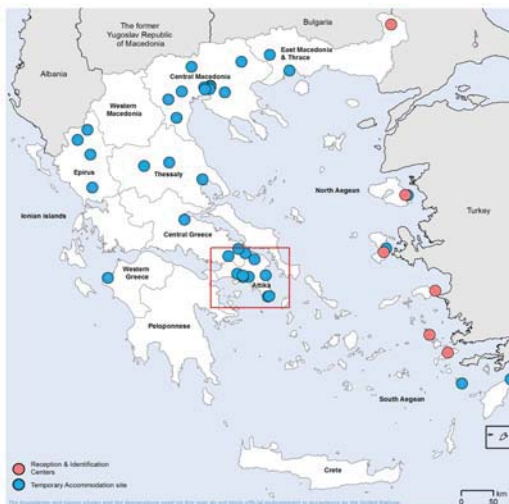 Bulgaria
The former
Yugoslav Republic
of Macedonia
East Macedonia
& Thrace
Albania
Central Macedonia
Western
Macedonia
Epirus
Thessaly
North Aegean
Turkey
Ionian islands
Central Greece
Western
Greece
Attika
Peloponnese
South Aegean
Reception & Identification
Centers
Temporary Accommodation site
Crete
km
0
50